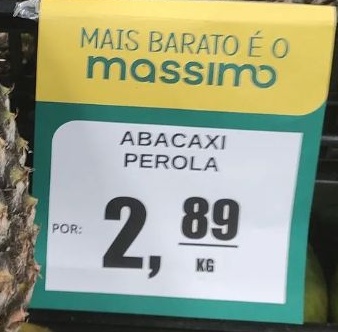 MAIS BARATO É O
massimo
ABACAXI
PEROLA
POR: 2,89
KG